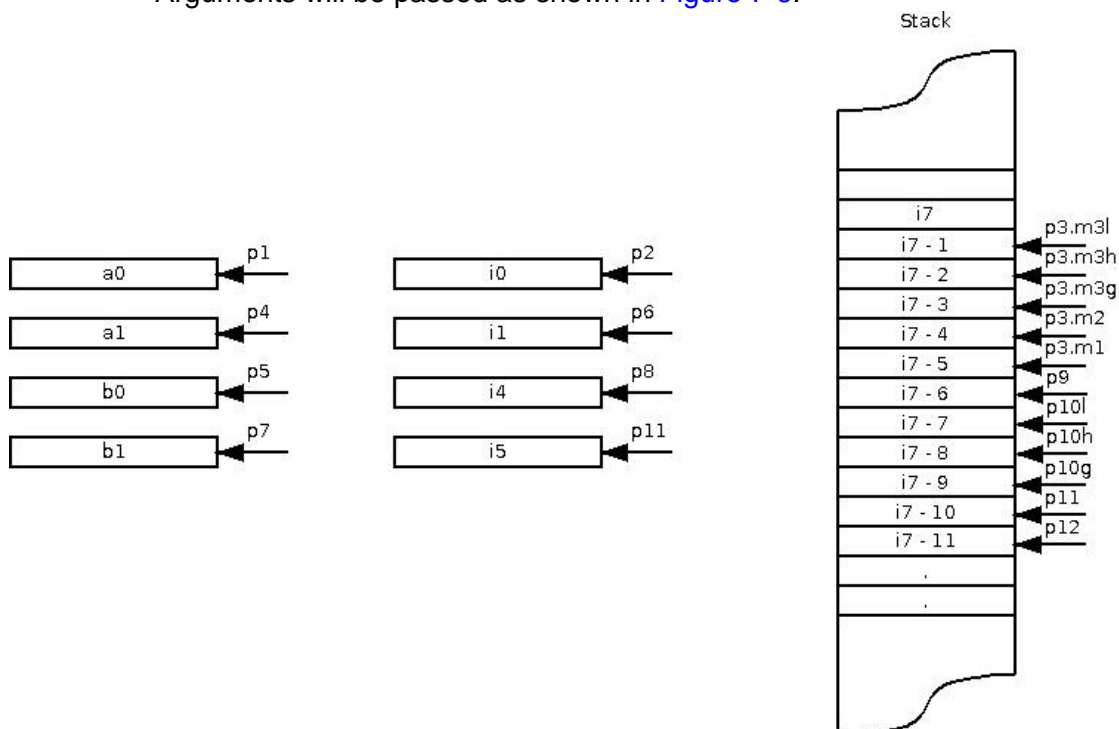 Arguments will be passed as shown in
Stack
a0
p1
a1
p4
b0
p5
b1
p7
i0
p2
i1
p6
i4
p8
i5
p11
i7
i7 - 1
p3.m3l
i7 - 2
p3.m3h
i7 - 3
p3.m3g
i7 - 4
p3.m2
i7 - 5
p3.m1
i7 - 6
p9
i7 - 7
p10l
i7 - 8
p10h
i7 - 9
p10g
i7 - 10
p11
i7 - 11
p12
.
.